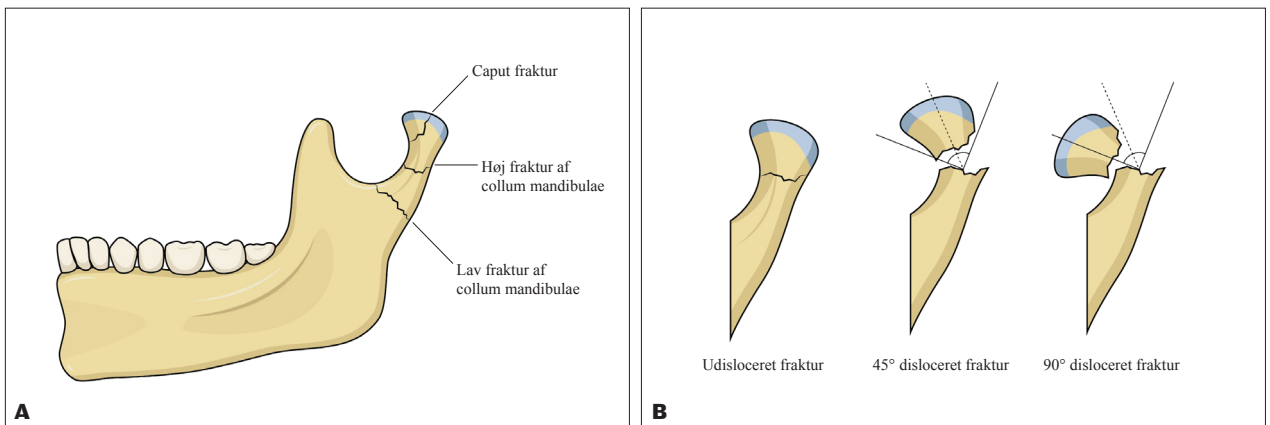 Caput fraktur
Høj fraktur af
collum mandibulae
Lav fraktur af
collum mandibulae
A
Udisloceret fraktur
45° disloceret fraktur
90° disloceret fraktur
B